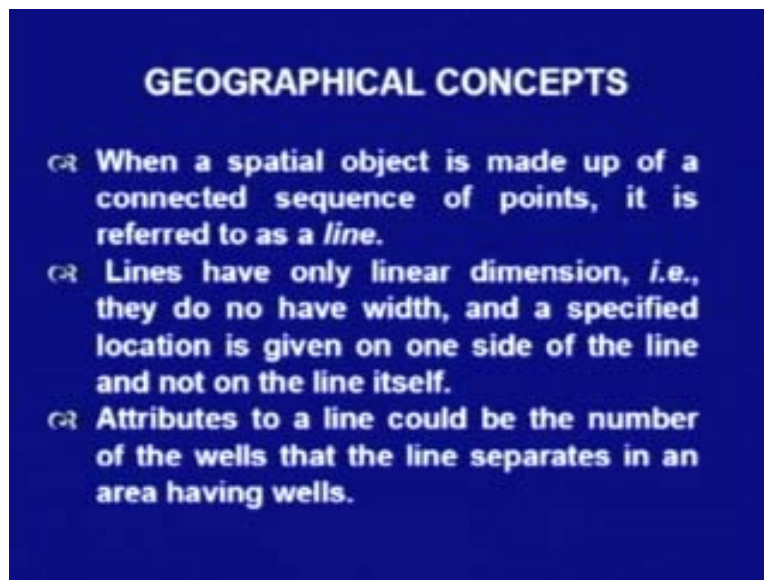 GEOGRAPHICAL CONCEPTS
When a spatial object is made up of a
connected sequence of points, it is
referred to as a line.
Lines have only linear dimension, i.e.,
they do no have width, and a specified
location is given on one side of the line
and not on the line itself.
Attributes to a line could be the number
of the wells that the line separates in an
area having wells.